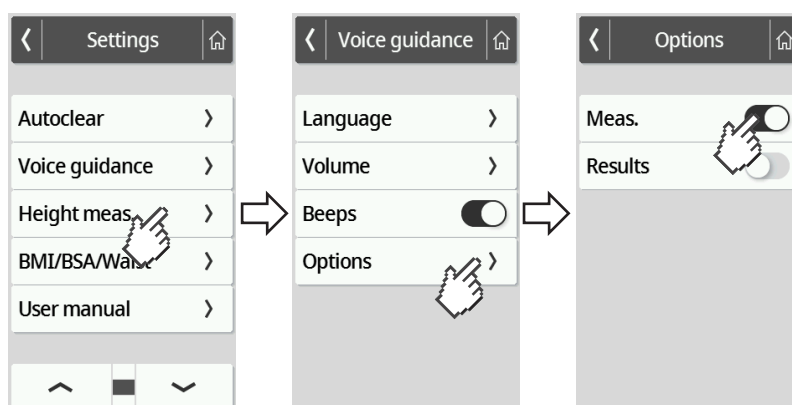 Settings
Autoclear
Voice guidance
Height meas.
BMI/BSA/Waist
User manual
Voice guidance
Language
Volume
Beeps
Options
Options
Meas.
Results